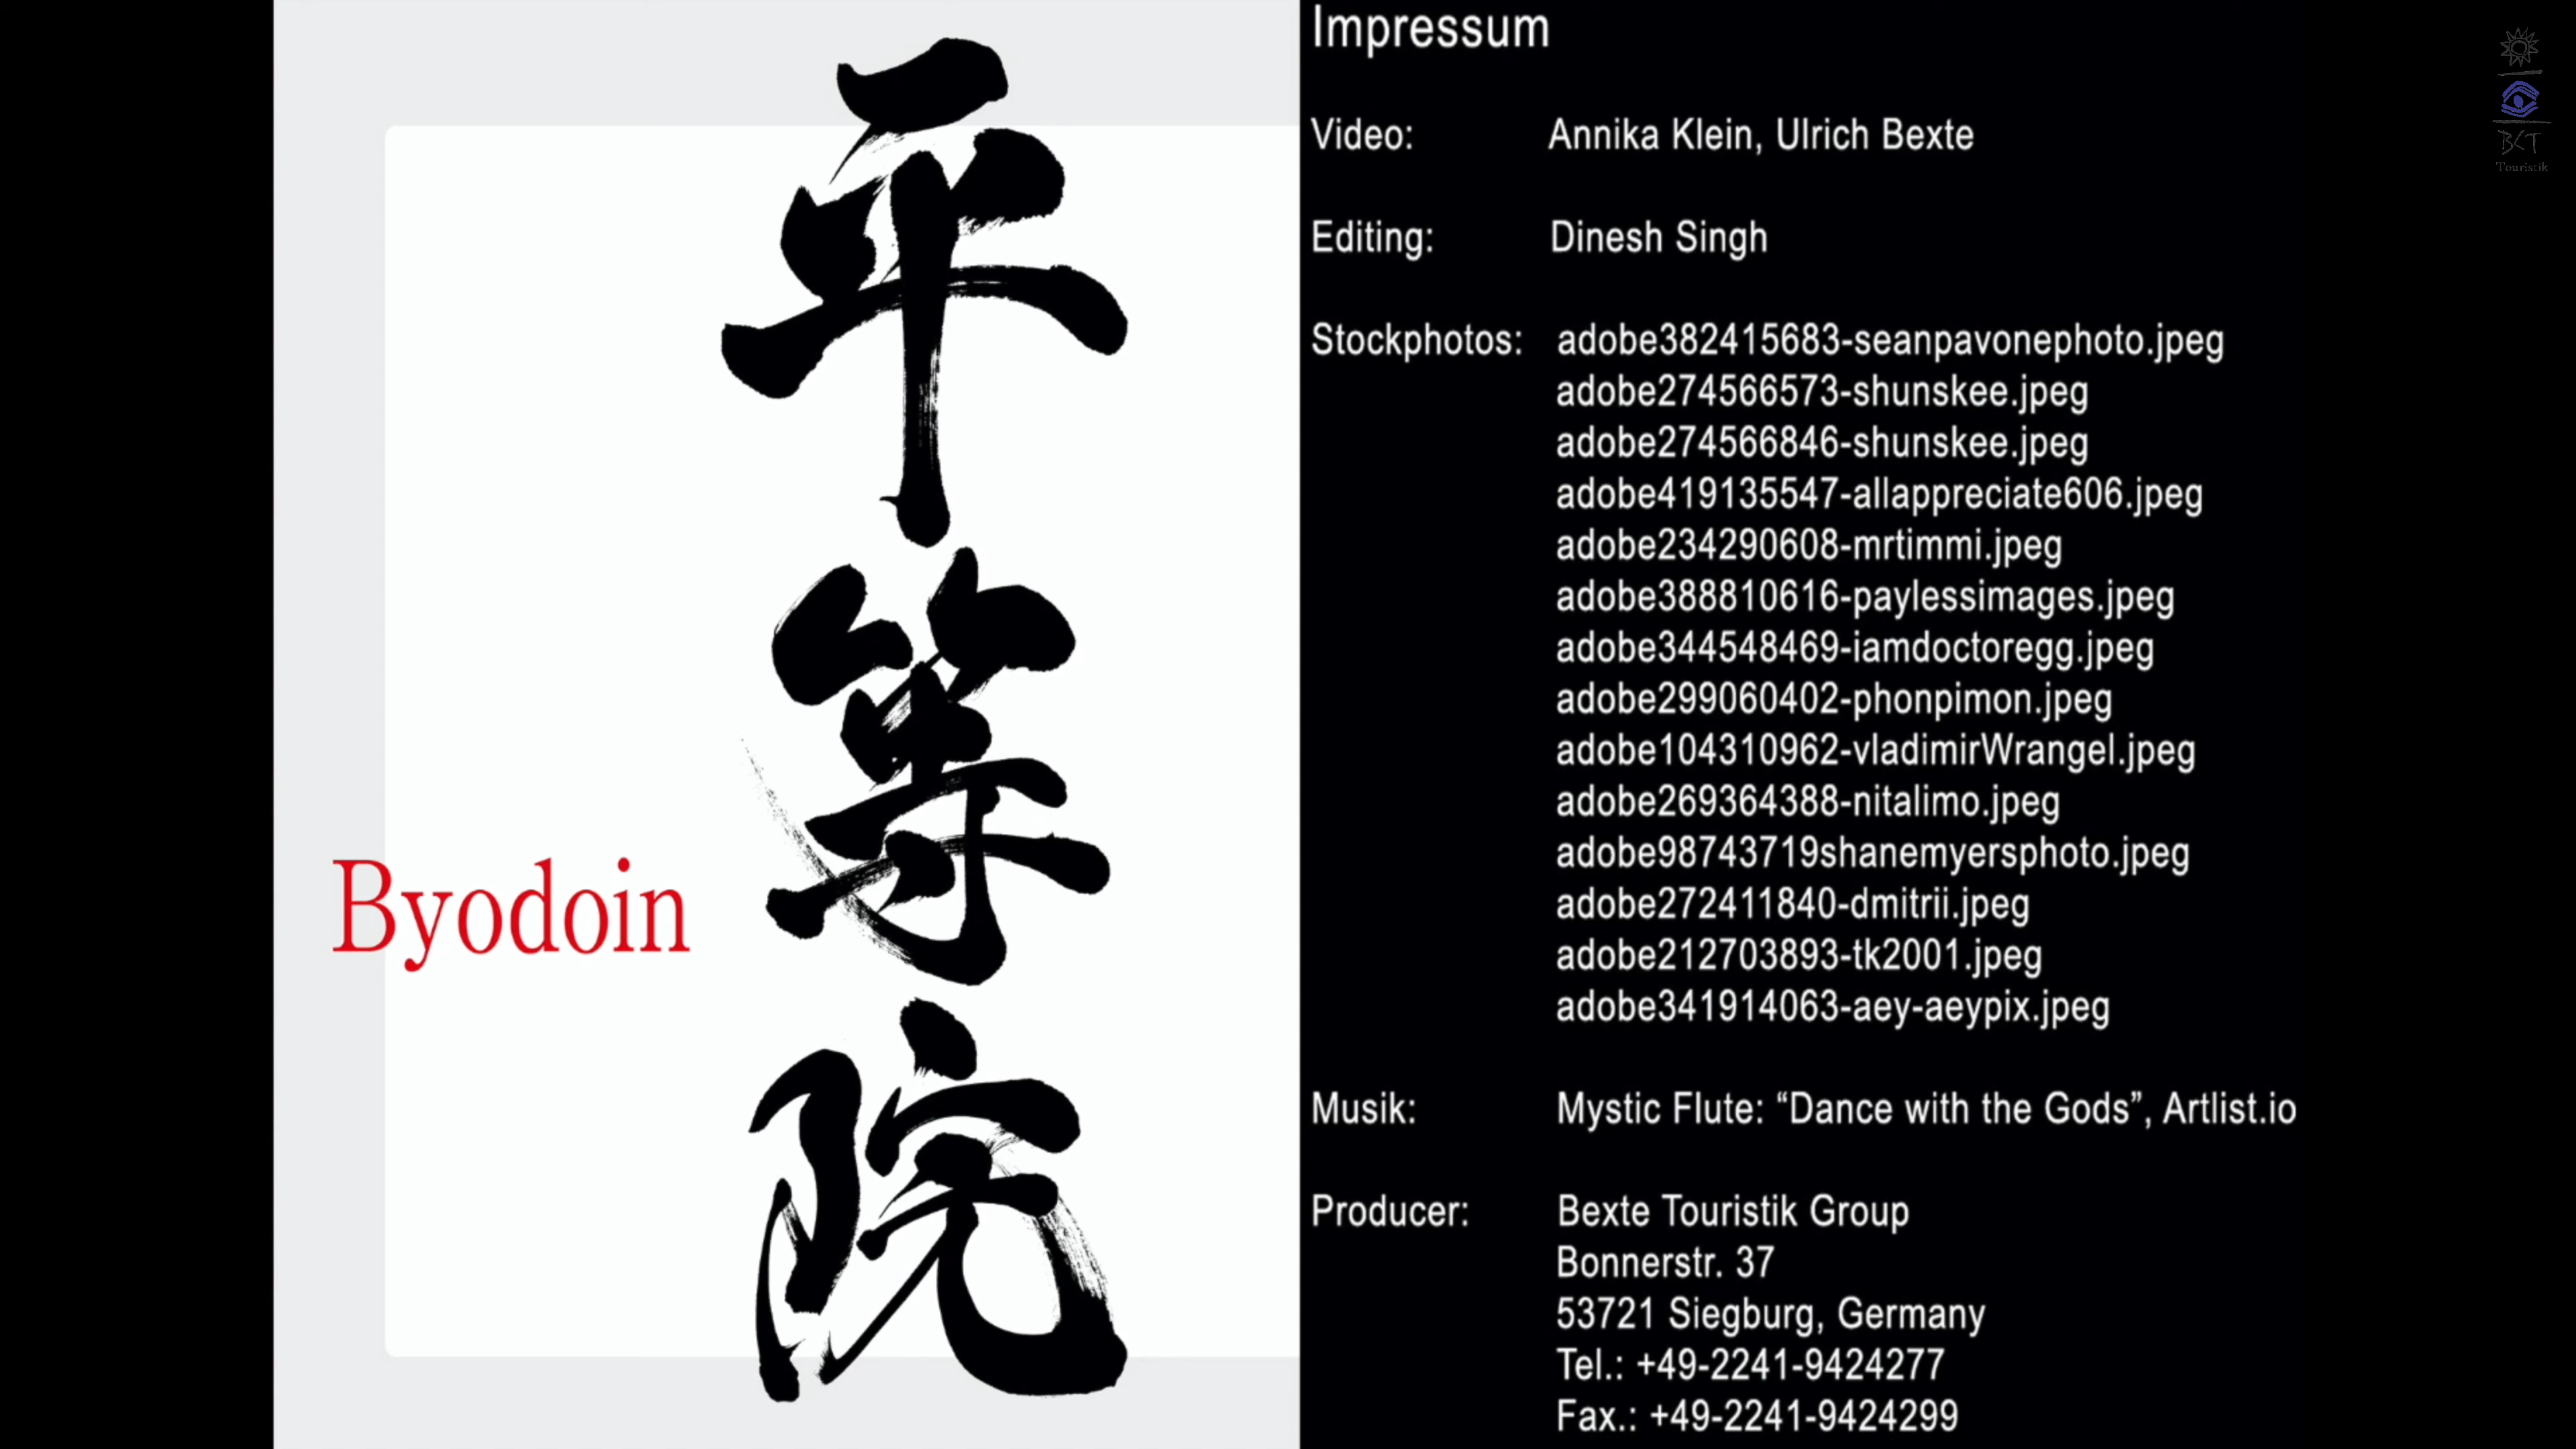 平等院
Byodoin
Impressum
Video: Annika Klein, Ulrich Bexte
Editing: Dinesh Singh
Stockphotos: adobe382415683-seanpavonephoto.jpeg
adobe274566573-shunskee.jpeg
adobe274566846-shunskee.jpeg
adobe419135547-allappreciate606.jpeg
adobe234290608-mrtimmi.jpeg
adobe388810616-paylessimages.jpeg
adobe344548469-iamdoctoregg.jpeg
adobe299060402-phonpimon.jpeg
adobe104310962-vladimirWrangel.jpeg
adobe269364388-nitalimo.jpeg
adobe98743719shanemyersphoto.jpeg
adobe272411840-dmitrii.jpeg
adobe212703893-tk2001.jpeg
adobe341914063-aey-aeypix.jpeg
Musik: Mystic Flute: “Dance with the Gods”, Artlist.io
Producer: Bexte Touristik Group
Bonnerstr. 37
53721 Siegburg, Germany
Tel.: +49-2241-9424277
Fax.: +49-2241-9424299
BCT
Touristik